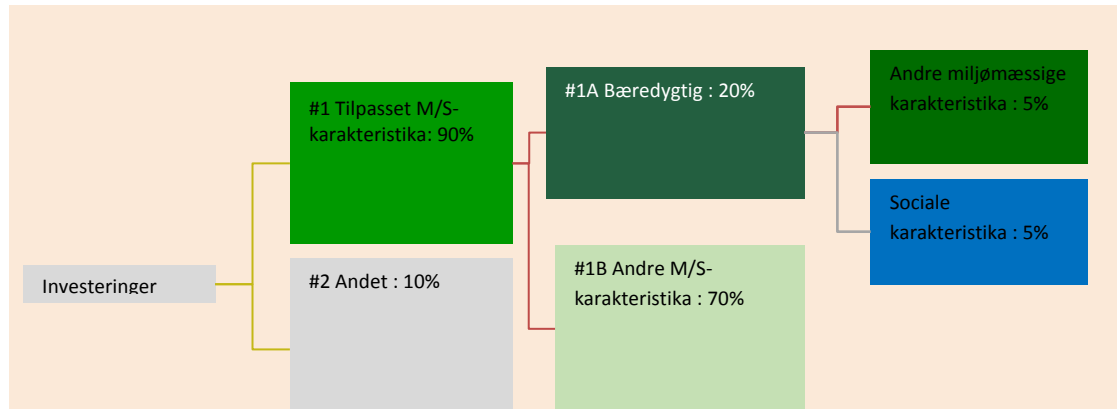 Investeringer
#1 Tilpasset M/S-
karakteristika: 90%
#2 Andet : 10%
#1A Bæredygtig : 20%
#1B Andre M/S-
karakteristika : 70%
Andre miljømæssige
karakteristika : 5%
Sociale
karakteristika : 5%